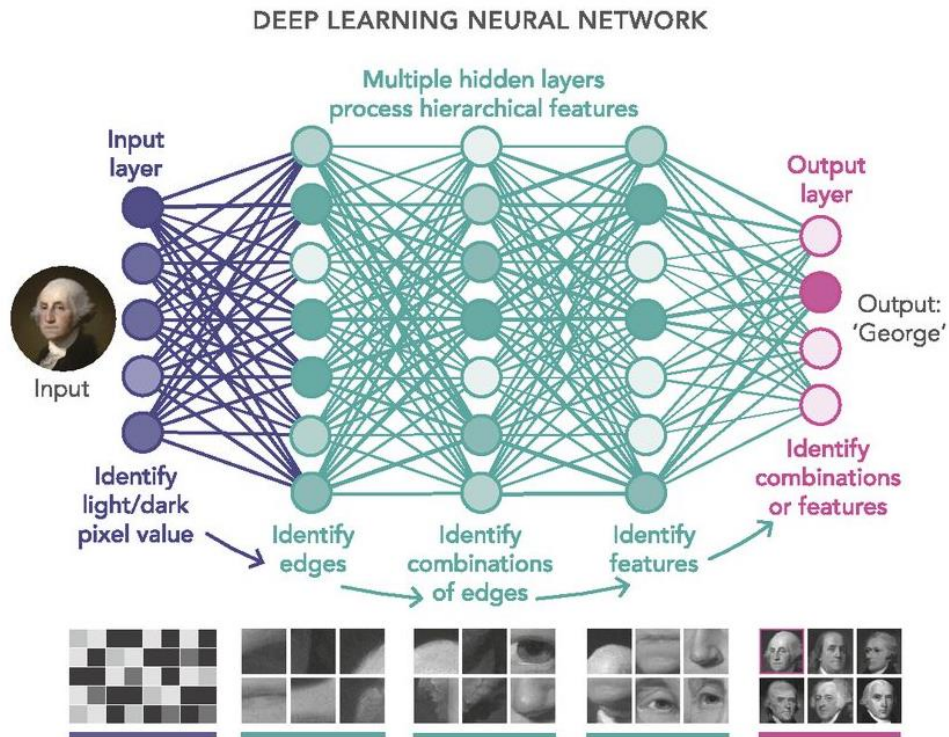 DEEP LEARNING NEURAL NETWORK
Multiple hidden layers
process hierarchical features
Input
layer
Output
layer
Input
Output:
'George'
Identify
light/dark
pixel value
Identify
edges
Identify
combinations
of edges
Identify
features
Identify
combinations
or features